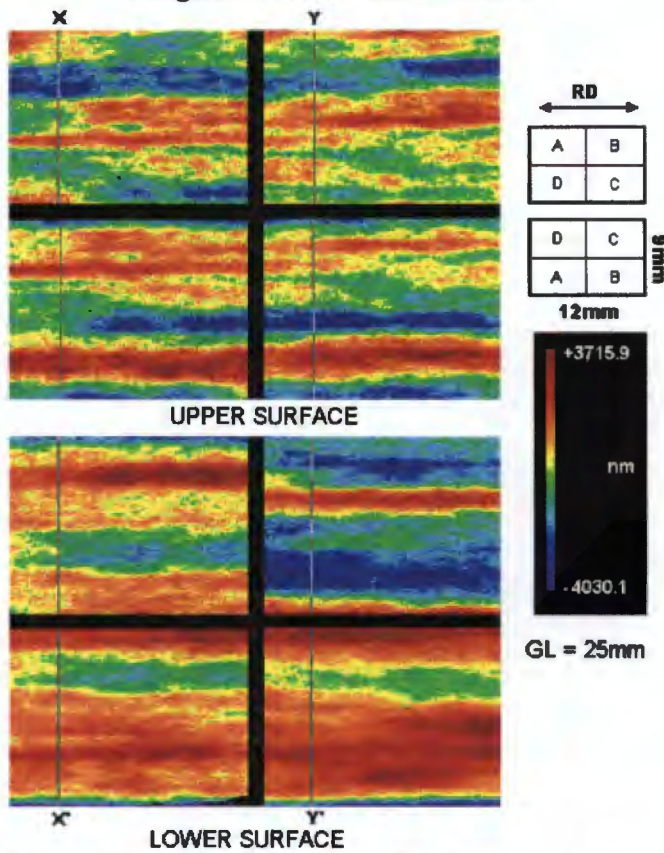 X Y
RD
A B
D C
D C
A B
9mm
12mm
UPPER SURFACE
+3715.9
nm
-4030.1
GL = 25mm
X' Y'
LOWER SURFACE